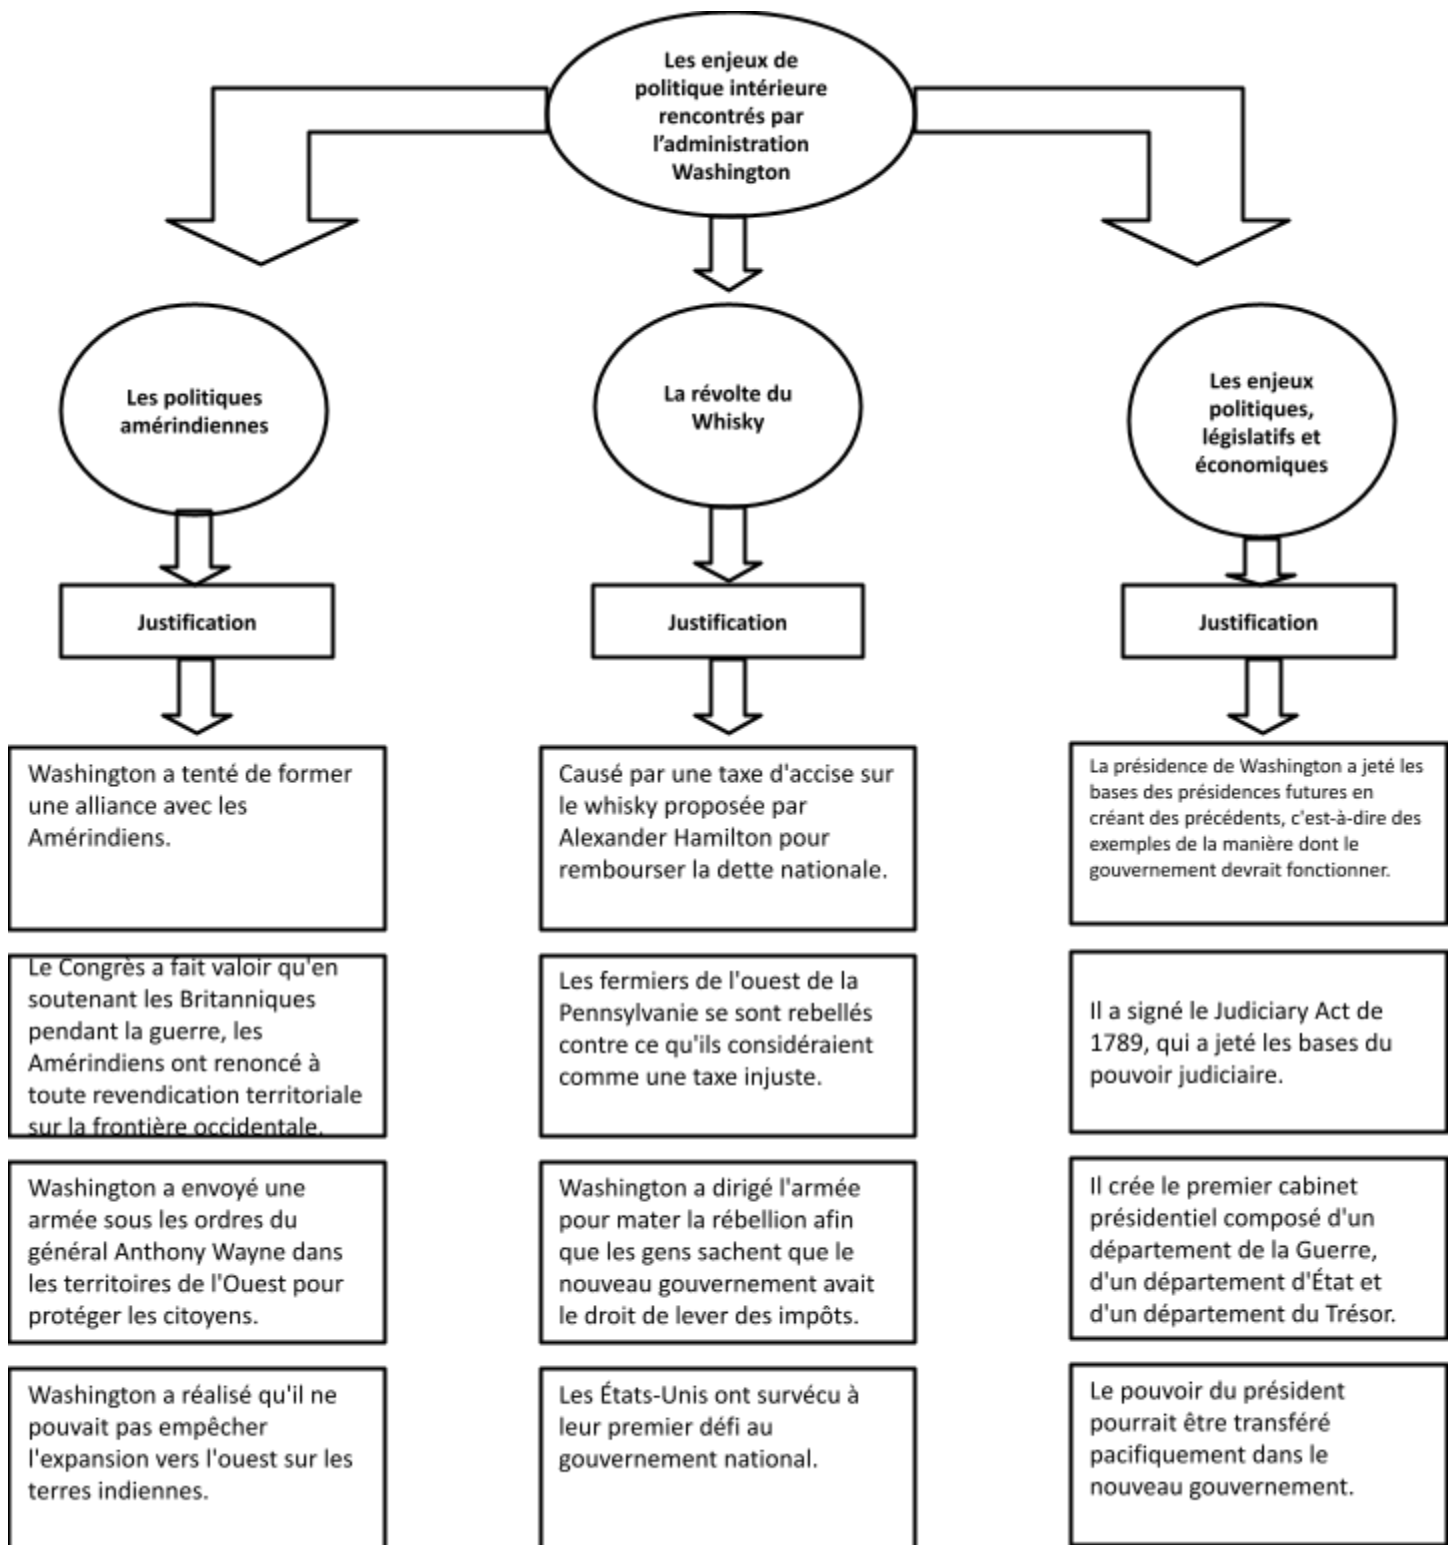 Les enjeux de
politique intérieure
rencontrés par
l’administration
Washington
Les politiques
amérindiennes
Justification
Washington a tenté de former
une alliance avec les
Amérindiens.
Le Congrès a fait valoir qu'en
soutenant les Britanniques
pendant la guerre, les
Amérindiens ont renoncé à
toute revendication territoriale
sur la frontière occidentale.
Washington a envoyé une
armée sous les ordres du
général Anthony Wayne dans
les territoires de l'Ouest pour
protéger les citoyens.
Washington a réalisé qu'il ne
pouvait pas empêcher
l'expansion vers l'ouest sur les
terres indiennes.
La révolte du
Whisky
Justification
Causé par une taxe d'accise sur
le whisky proposée par
Alexander Hamilton pour
rembourser la dette nationale.
Les fermiers de l'ouest de la
Pennsylvanie se sont rebellés
contre ce qu'ils considéraient
comme une taxe injuste.
Washington a dirigé l'armée
pour mater la rébellion afin
que les gens sachent que le
nouveau gouvernement avait
le droit de lever des impôts.
Les États-Unis ont survécu à
leur premier défi au
gouvernement national.
Les enjeux
politiques,
législatifs et
économiques
Justification
La présidence de Washington a jeté les
bases des présidences futures en
créant des précédents, c'est-à-dire des
exemples de la manière dont le
gouvernement devrait fonctionner.
Il a signé le Judiciary Act de
1789, qui a jeté les bases du
pouvoir judiciaire.
Il crée le premier cabinet
présidentiel composé d'un
département de la Guerre,
d'un département d'État et
d'un département du Trésor.
Le pouvoir du président
pourrait être transféré
pacifiquement dans le
nouveau gouvernement.